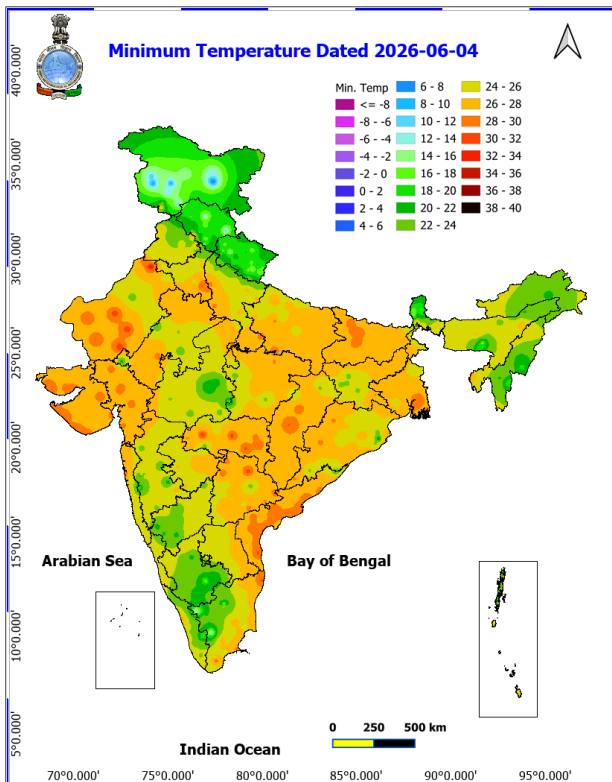 Minimum Temperature Dated 2026-06-04
Min. Temp
<= -8
-8 - -6
-6 - -4
-4 - -2
-2 - 0
0 - 2
2 - 4
4 - 6
6 - 8
8 - 10
10 - 12
12 - 14
14 - 16
16 - 18
18 - 20
20 - 22
22 - 24
24 - 26
26 - 28
28 - 30
30 - 32
32 - 34
34 - 36
36 - 38
38 - 40
40°0.000'
35°0.000'
30°0.000'
25°0.000'
20°0.000'
15°0.000'
10°0.000'
5°0.000'
Arabian Sea
Bay of Bengal
Indian Ocean
0 250 500 km
70°0.000' 75°0.000' 80°0.000' 85°0.000' 90°0.000' 95°0.000'